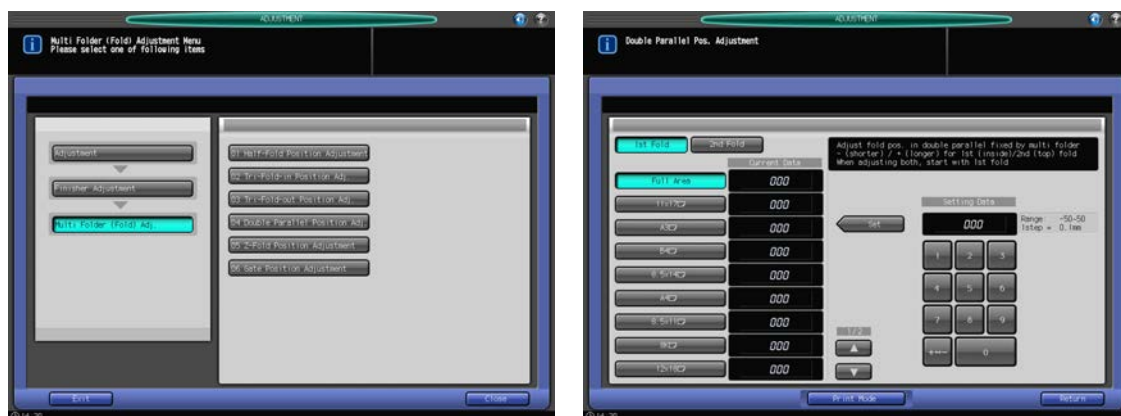 ADJUSTMENT
Multi Folder (Fold) Adjustment Menu
Please select one of following items
Adjustment
Finisher Adjustment
Multi Folder (Fold) Adj.
01 Half-Fold Position Adjustment
02 Tri-Fold-in Position Adj.
03 Tri-Fold-out Position Adj.
04 Double Parallel Position Adj.
05 Z-Fold Position Adjustment
06 Gate Position Adjustment
Exit
Close
ADJUSTMENT
Double Parallel Pos. Adjustment
1st Fold
2nd Fold
Adjust fold pos. in double parallel fixed by multi folder
- (shorter) / + (longer) for 1st (inside)/2nd (top) fold
When adjusting both, start with 1st fold
Current Data
Full Area 000
11x17 000
A3 000
B4 000
8.5x14 000
A4 000
8.5x11 000
8K 000
12x18 000
Set
Setting Data
000
Range -50-50
1step = 0.1mm
1 2 3
4 5 6
7 8 9
0
1/2
Print Mode
Return